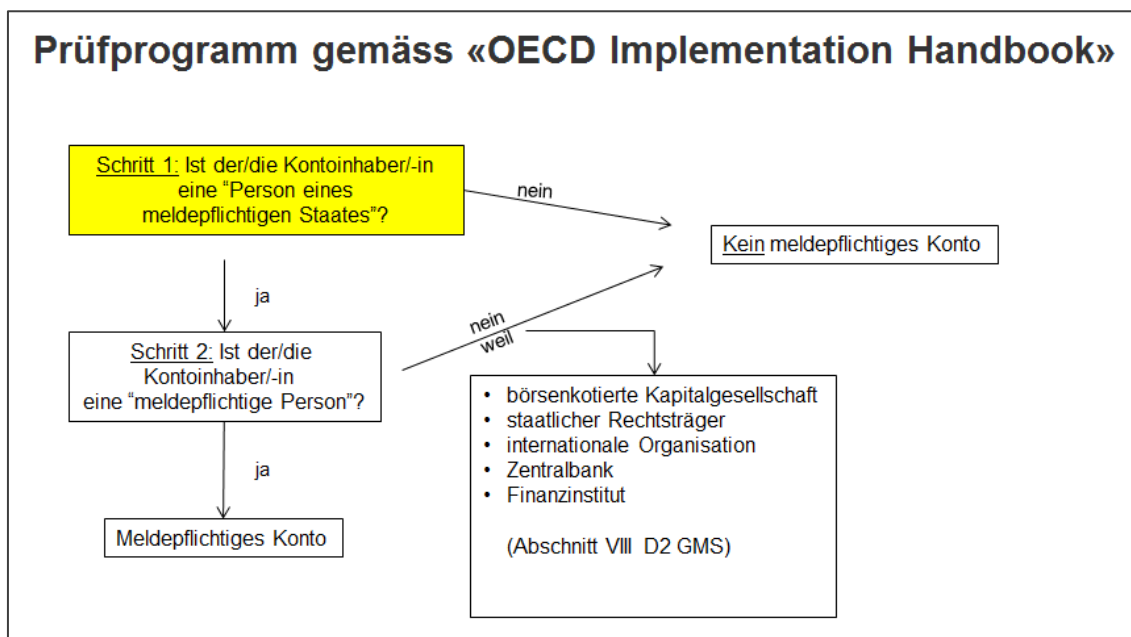 Prüfprogramm gemäss «OECD Implementation Handbook»
Schritt 1: Ist der/die Kontoinhaber/-in
eine “Person eines
meldepflichtigen Staates”?
nein
Kein meldepflichtiges Konto
ja
nein
weil
Schritt 2: Ist der/die
Kontoinhaber/-in
eine “meldepflichtige Person”?
• börsenkotierte Kapitalgesellschaft
• staatlicher Rechtsträger
• internationale Organisation
• Zentralbank
• Finanzinstitut
(Abschnitt VIII D2 GMS)
ja
Meldepflichtiges Konto